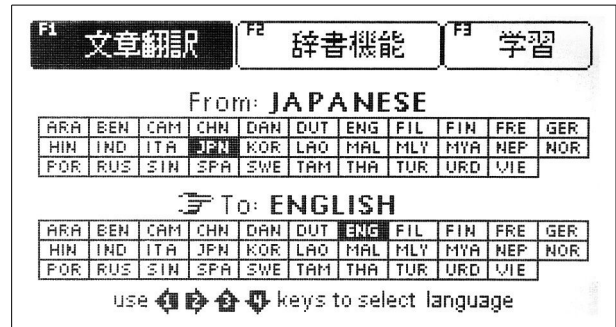 F1 文章翻訳 F2 辞書機能 F3 学習
From: JAPANESE
ARA BEN CAM CHN DAN DUT ENG FIL FIN FRE GER
HIN IND ITA JPN KOR LAO MAL MLY MYA NEP NOR
POR RUS SIN SPA SWE TAM THA TUR URD VIE
To: ENGLISH
ARA BEN CAM CHN DAN DUT ENG FIL FIN FRE GER
HIN IND ITA JPN KOR LAO MAL MLY MYA NEP NOR
POR RUS SIN SPA SWE TAM THA TUR URD VIE
use keys to select language